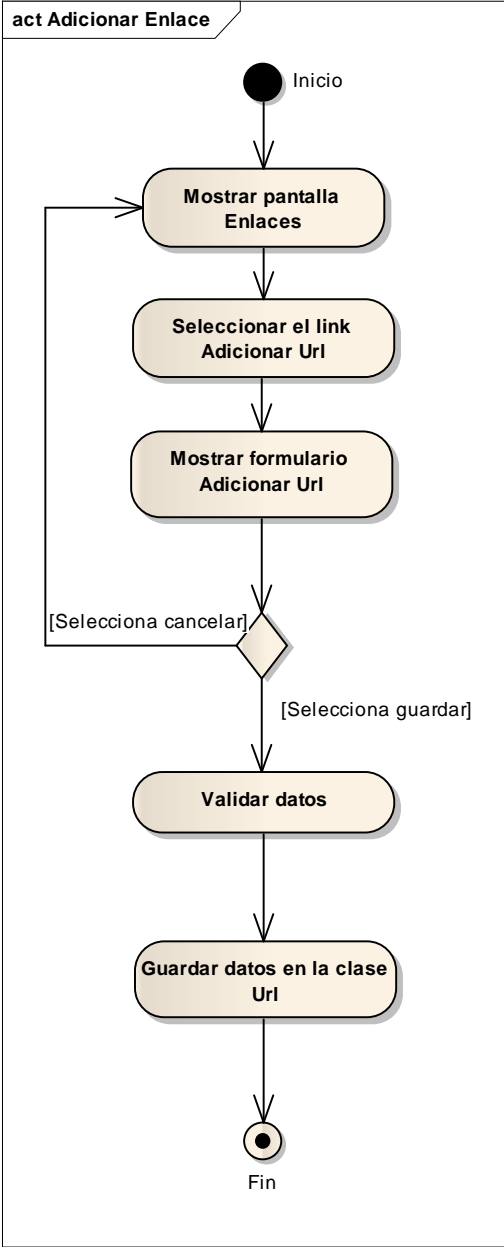 act Adicionar Enlace
Inicio
Mostrar pantalla
Enlaces
Seleccionar el link
Adicionar Url
Mostrar formulario
Adicionar Url
[Selecciona cancelar]
[Selecciona guardar]
Validar datos
Guardar datos en la clase
Url
Fin